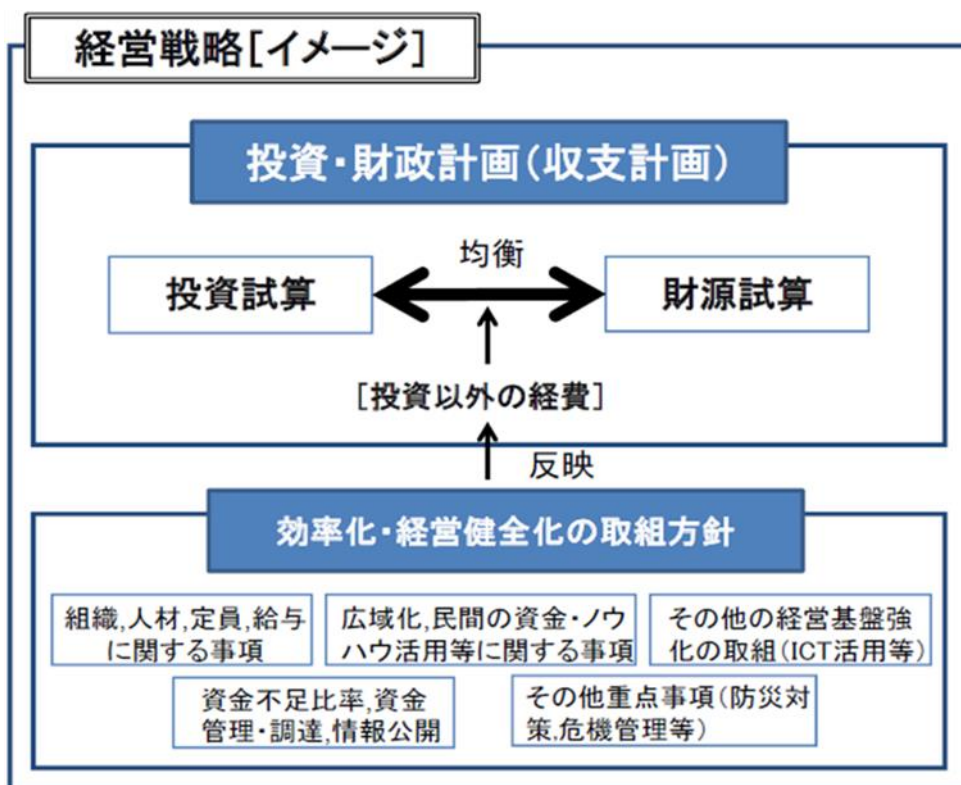 経営戦略[イメージ]
投資・財政計画(収支計画)
均衡
投資試算
財源試算
[投資以外の経費]
反映
効率化・経営健全化の取組方針
組織,人材,定員,給与
に関する事項
広域化,民間の資金・ノウ
ハウ活用等に関する事項
その他の経営基盤強
化の取組(ICT活用等)
資金不足比率,資金
管理・調達,情報公開
その他重点事項(防災対
策,危機管理等)